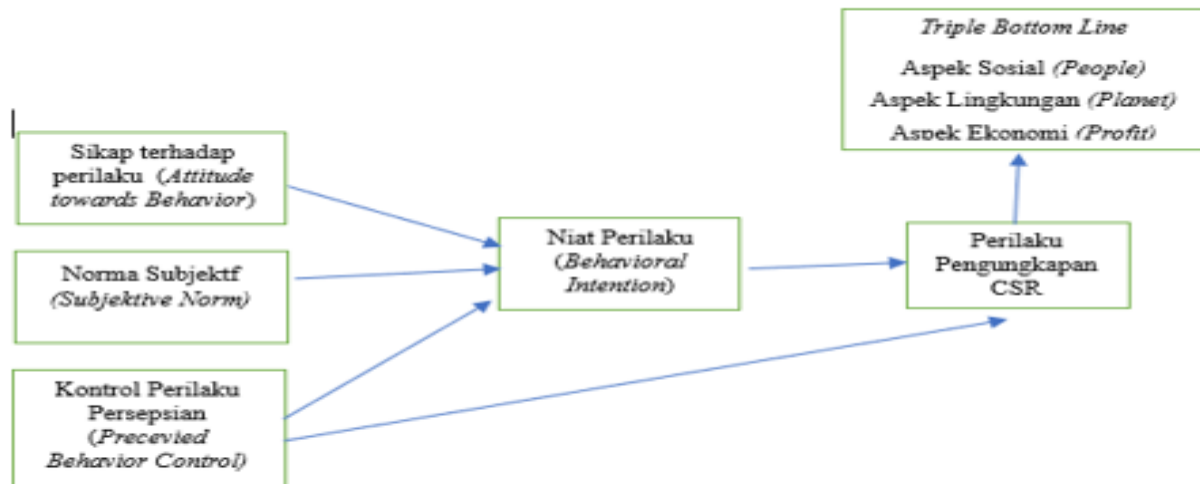 Triple Bottom Line
Aspek Sosial (People)
Aspek Lingkungan (Planet)
Aspek Ekonomi (Profit)
Sikap terhadap
perilaku (Attitude
towards Behavior)
Norma Subjektf
(Subjektive Norm)
Kontrol Perilaku
Persepsian
(Precevied
Behavior Control)
Niat Perilaku
(Behavioral
Intention)
Perilaku
Pengungkapan
CSR